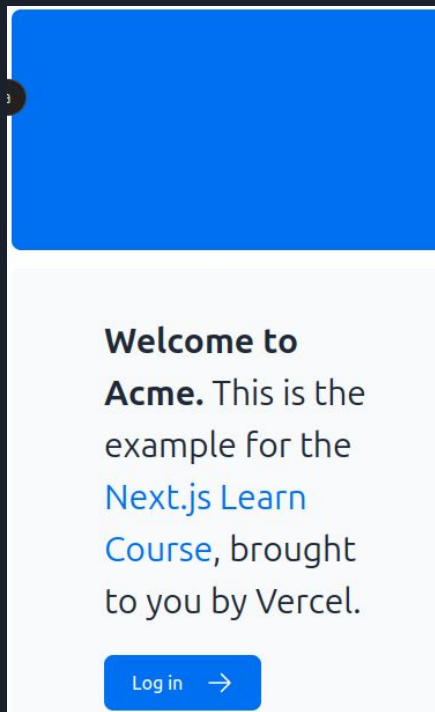 a
Welcome to
Acme. This is the
example for the
Next.js Learn
Course, brought
to you by Vercel.
Log in